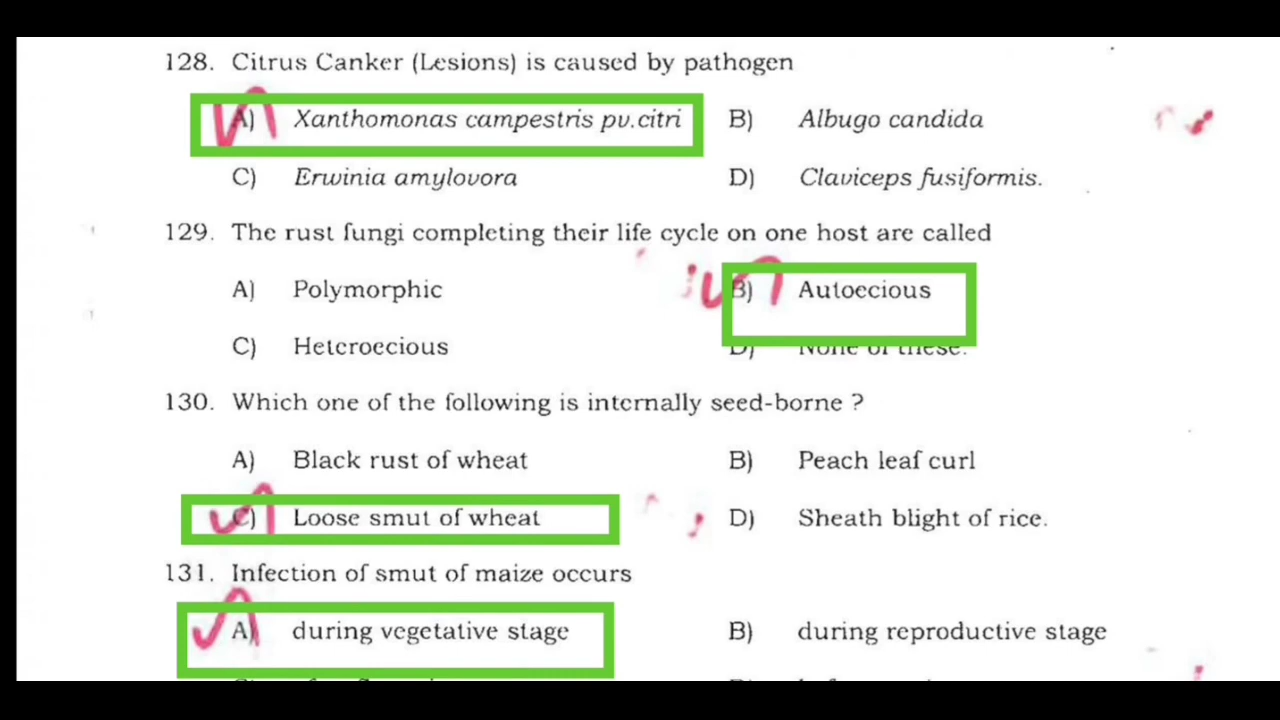 128. Citrus Canker (Lesions) is caused by pathogen
A) Xanthomonas campestris pv.citri B) Albugo candida
C) Erwinia amylovora D) Claviceps fusiformis.
129. The rust fungi completing their life cycle on one host are called
A) Polymorphic B) Autoecious
C) Heteroecious D) None of these.
130. Which one of the following is internally seed-borne ?
A) Black rust of wheat B) Peach leaf curl
C) Loose smut of wheat D) Sheath blight of rice.
131. Infection of smut of maize occurs
A) during vegetative stage B) during reproductive stage